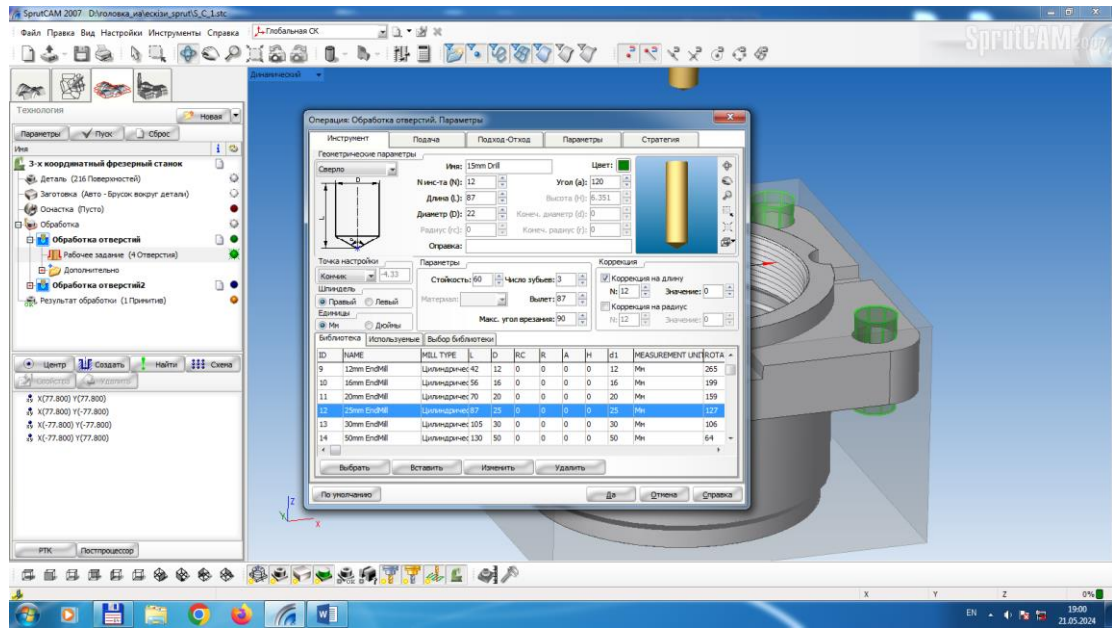 SprutCAM 2007 D:\головка_иа\ескізи_sprut\S_C_1.stc
Файл Правка Вид Настройки Инструменты Справка
Глобальная СК
SprutCAM 2007
Динамический
Технология
Новая
Параметры Пуск Сброс
Имя
3-х координатный фрезерный станок
Деталь (216 Поверхностей)
Заготовка (Авто - Брусок вокруг детали)
Оснастка (Пусто)
Обработка
Обработка отверстий
Рабочее задание (4 Отверстия)
Дополнительно
Обработка отверстий2
Результат обработки (1 Примитив)
Центр Создать Найти Схема
Свойства Удалить
X(77.800) Y(77.800)
X(77.800) Y(-77.800)
X(-77.800) Y(-77.800)
X(-77.800) Y(77.800)
РТК Постпроцессор
Операция: Обработка отверстий. Параметры
Инструмент Подача Подход-Отход Параметры Стратегия
Геометрические параметры
Сверло
D
L
a
Имя: 15mm Drill Цвет:
N инс-та (N): 12 Угол (a): 120
Длина (L): 87 Высота (H): 6.351
Диаметр (D): 22 Конеч. диаметр (d): 0
Радиус (rc): 0 Конеч. радиус (r): 0
Оправка:
Точка настройки
Кончик -4.33
Шпиндель
Правый Левый
Единицы
Мм Дюймы
Параметры
Стойкость: 60 Число зубьев: 3
Материал: Вылет: 87
Макс. угол врезания: 90
Коррекция
Коррекция на длину
N: 12 Значение: 0
Коррекция на радиус
N: 12 Значение: 0
Библиотека Используемые Выбор библиотеки
ID NAME MILL TYPE L D RC R A H d1 MEASUREMENT UNIT ROTA
9 12mm EndMill Цилиндричес 42 12 0 0 0 0 12 Мм 265
10 16mm EndMill Цилиндричес 56 16 0 0 0 0 16 Мм 199
11 20mm EndMill Цилиндричес 70 20 0 0 0 0 20 Мм 159
12 25mm EndMill Цилиндричес 87 25 0 0 0 0 25 Мм 127
13 30mm EndMill Цилиндричес 105 30 0 0 0 0 30 Мм 106
14 50mm EndMill Цилиндричес 130 50 0 0 0 0 50 Мм 64
Выбрать Вставить Изменить Удалить
По умолчанию Да Отмена Справка
Z
Y
X
X Y Z 0%
EN 19:00
21.05.2024